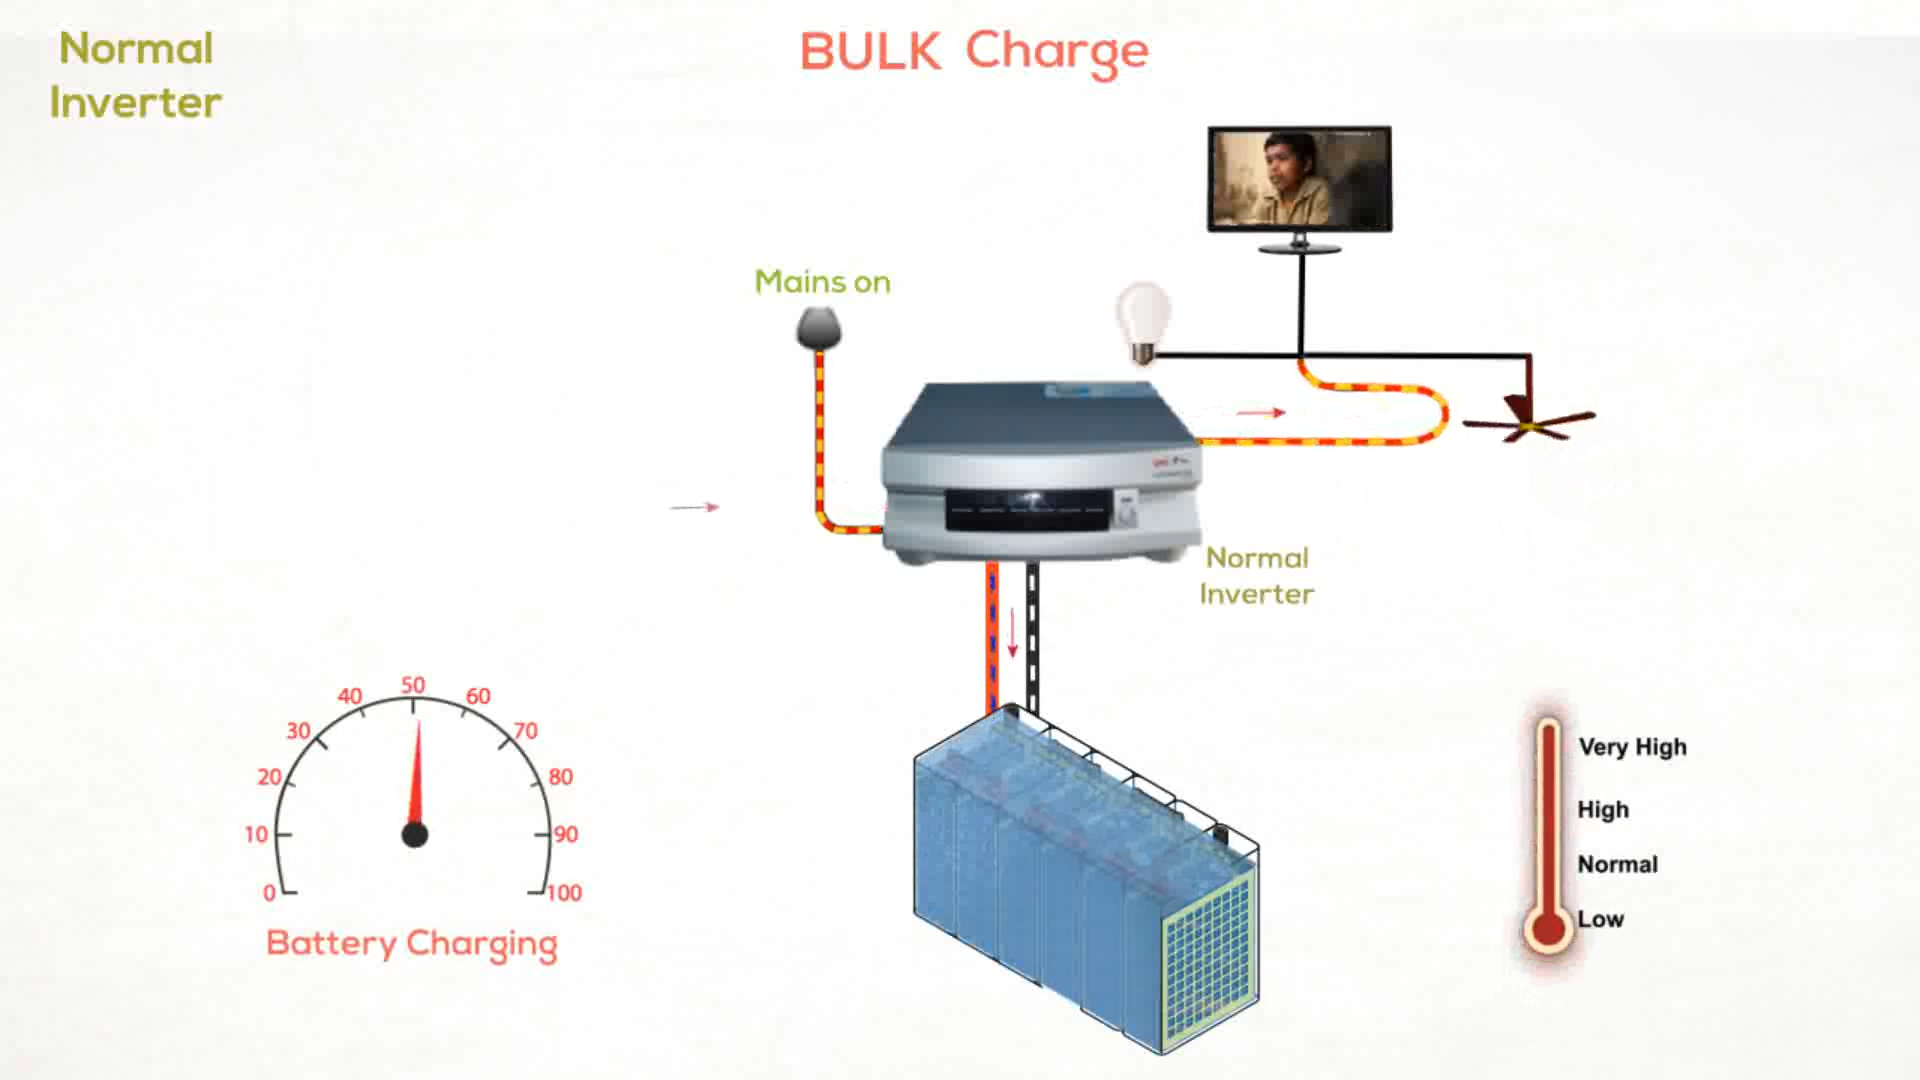 Normal
Inverter
BULK Charge
Mains on
Normal
Inverter
0
10
20
30
40
50
60
70
80
90
100
Battery Charging
Very High
High
Normal
Low